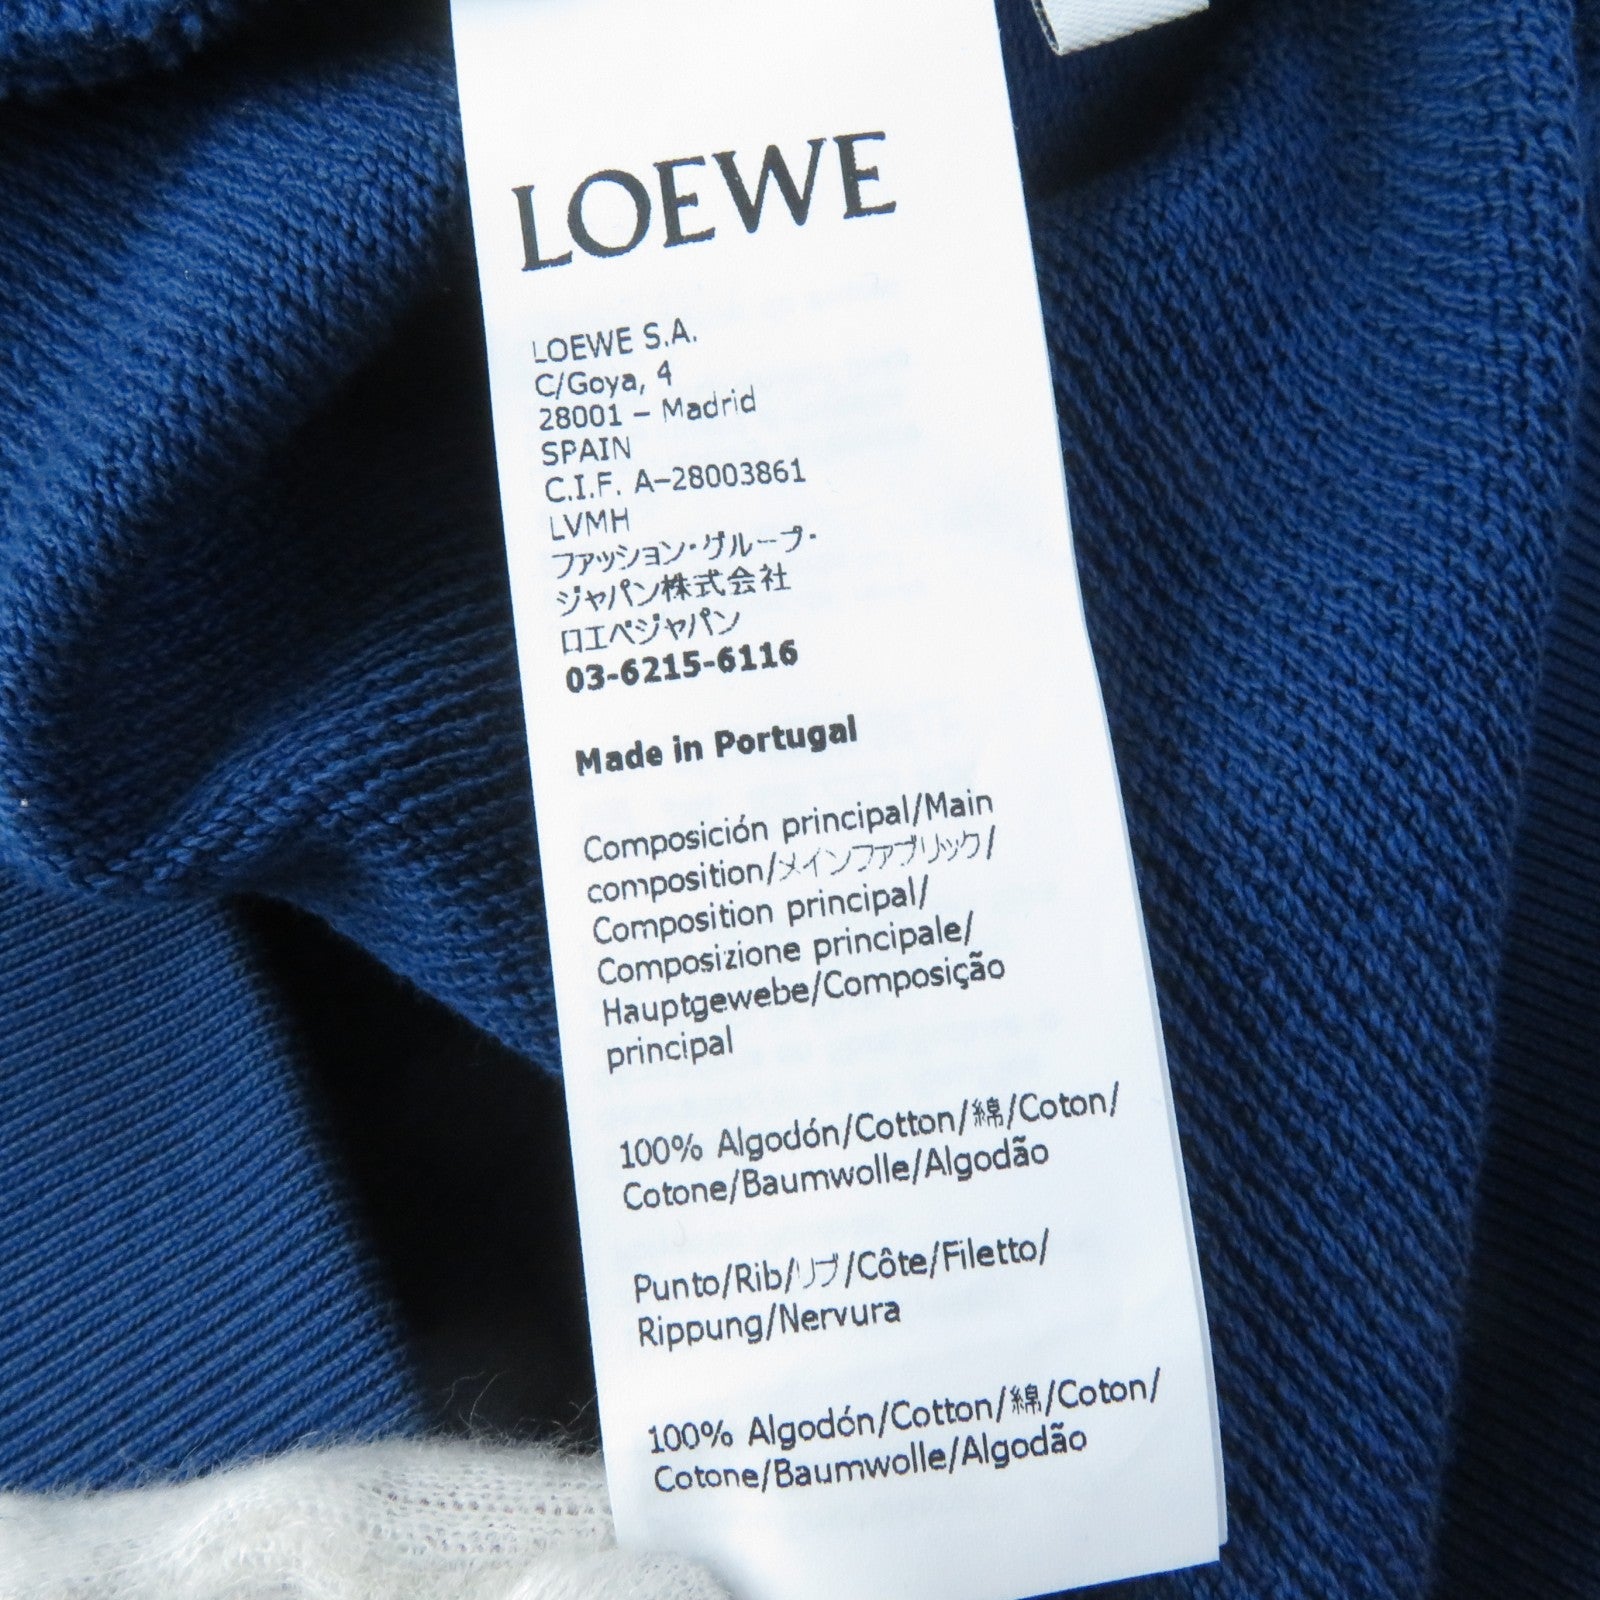 LOEWE
LOEWE S.A.
C/Goya, 4
28001 – Madrid
SPAIN
C.I.F. A-28003861
LVMH
ファッション・グループ・
ジャパン株式会社
ロエベジャパン
03-6215-6116
Made in Portugal
Composición principal/Main
composition/メインファブリック/
Composition principal/
Composizione principale/
Hauptgewebe/Composição
principal
100% Algodón/Cotton/綿/Coton/
Cotone/Baumwolle/Algodão
Punto/Rib/リブ/Côte/Filetto/
Rippung/Nervura
100% Algodón/Cotton/綿/Coton/
Cotone/Baumwolle/Algodão